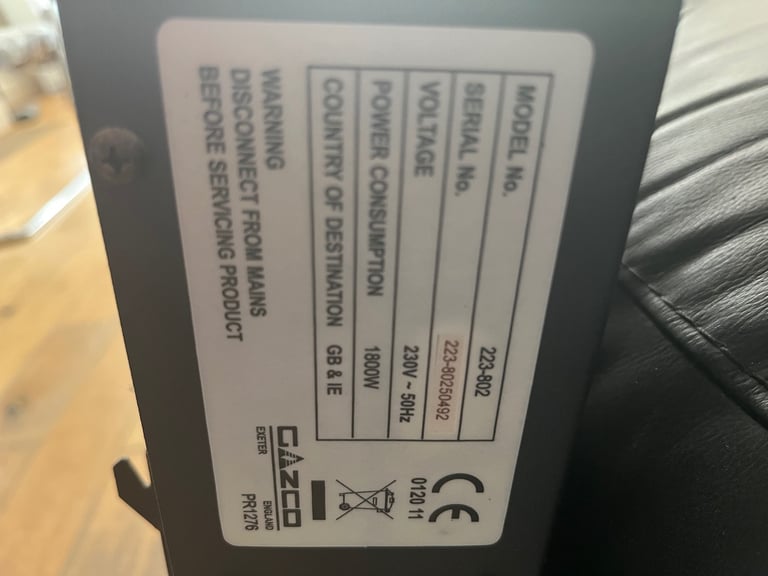 MODEL No. 223-802
SERIAL No. 223-80250492
VOLTAGE 230V ~ 50Hz
POWER CONSUMPTION 1800W
COUNTRY OF DESTINATION GB & IE
WARNING
DISCONNECT FROM MAINS
BEFORE SERVICING PRODUCT
CE
0120 11
GAZCO
EXETER ENGLAND
PR1276